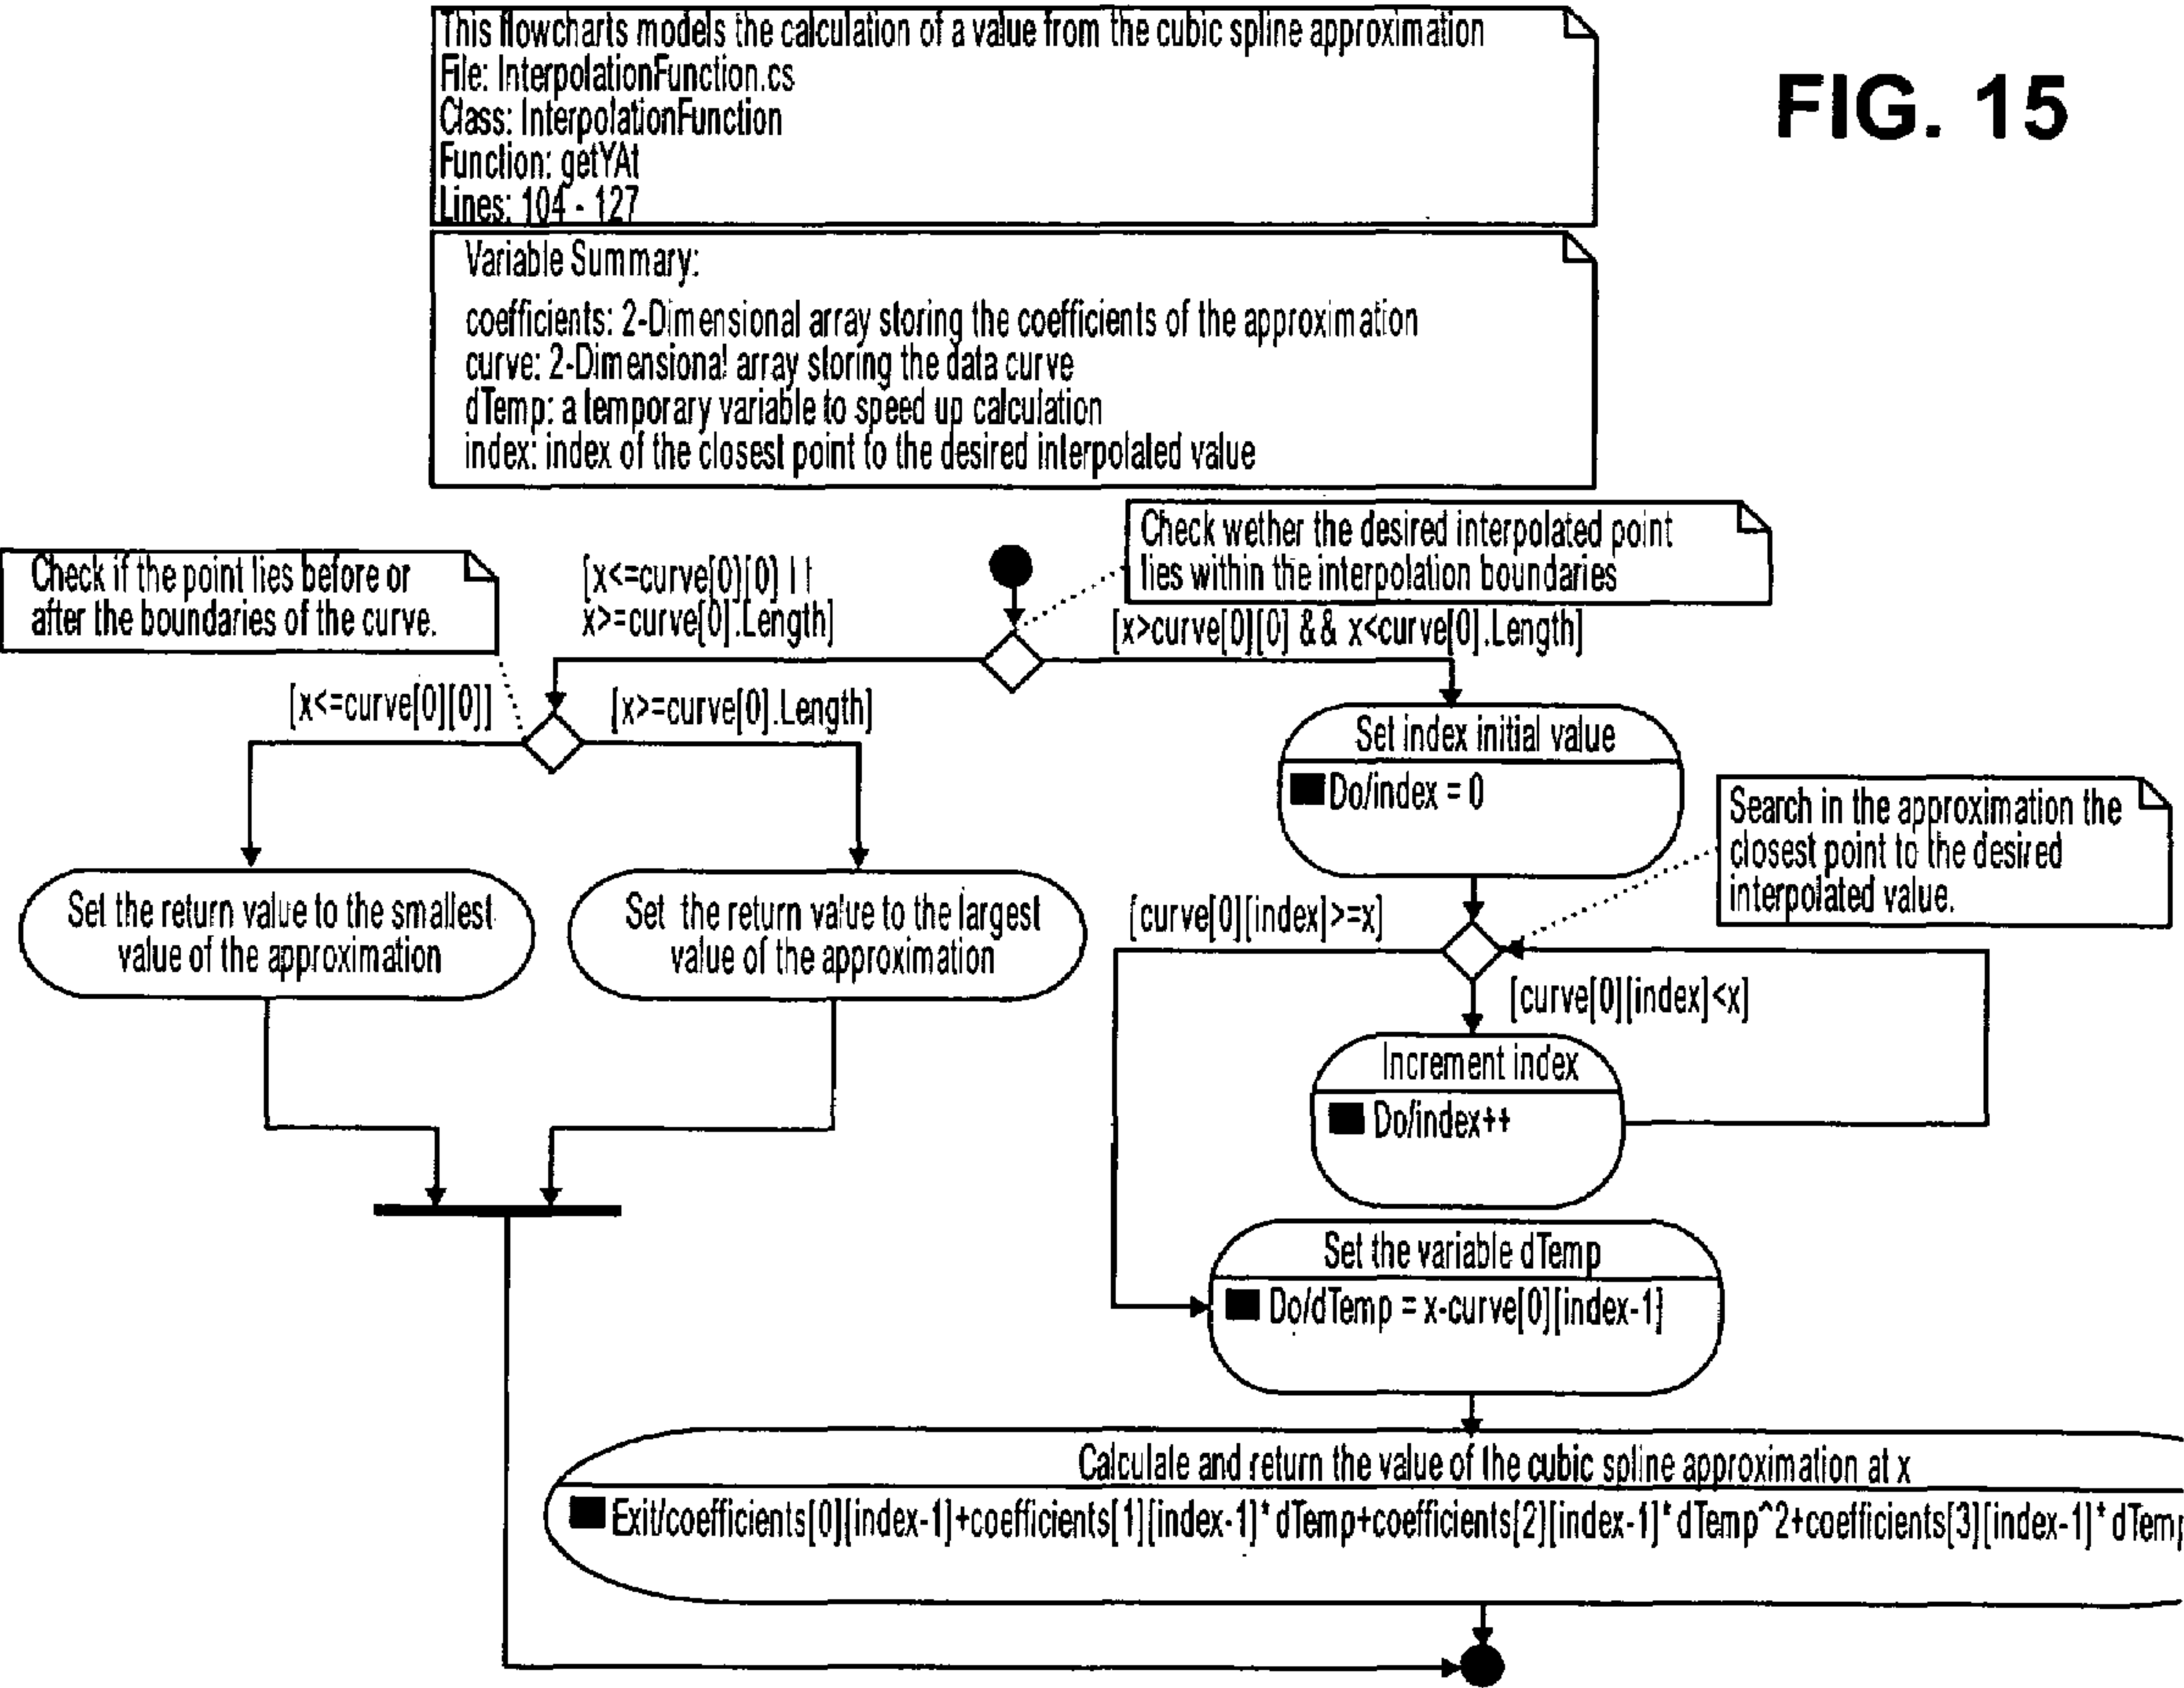 This flowcharts models the calculation of a value from the cubic spline approximation
File: InterpolationFunction.cs
Class: InterpolationFunction
Function: getYAt
Lines: 104 - 127
FIG. 15
Variable Summary:
coefficients: 2-Dimensional array storing the coefficients of the approximation
curve: 2-Dimensional array storing the data curve
dTemp: a temporary variable to speed up calculation
index: index of the closest point to the desired interpolated value
Check wether the desired interpolated point
lies within the interpolation boundaries
Check if the point lies before or
after the boundaries of the curve.
[x<=curve[0)[0) ||
x>=curve[0].Length]
[x>curve[0][0] && x<curve[0].Length]
[x<=curve[0][0]]
[x>=curve[0].Length]
Set index initial value
Do/index = 0
Search in the approximation the
closest point to the desired
interpolated value.
Set the return value to the smallest
value of the approximation
Set the return value to the largest
value of the approximation
[curve[0][index]>=x]
[curve[0][index]<x]
Increment index
Do/index++
Set the variable dTemp
Do/dTemp = x-curve[0][index-1]
Calculate and return the value of the cubic spline approximation at x
Exit/coefficients[0][index-1]+coefficients[1][index-1]* dTemp+coefficients[2][index-1]* dTemp^2+coefficients[3][index-1]*